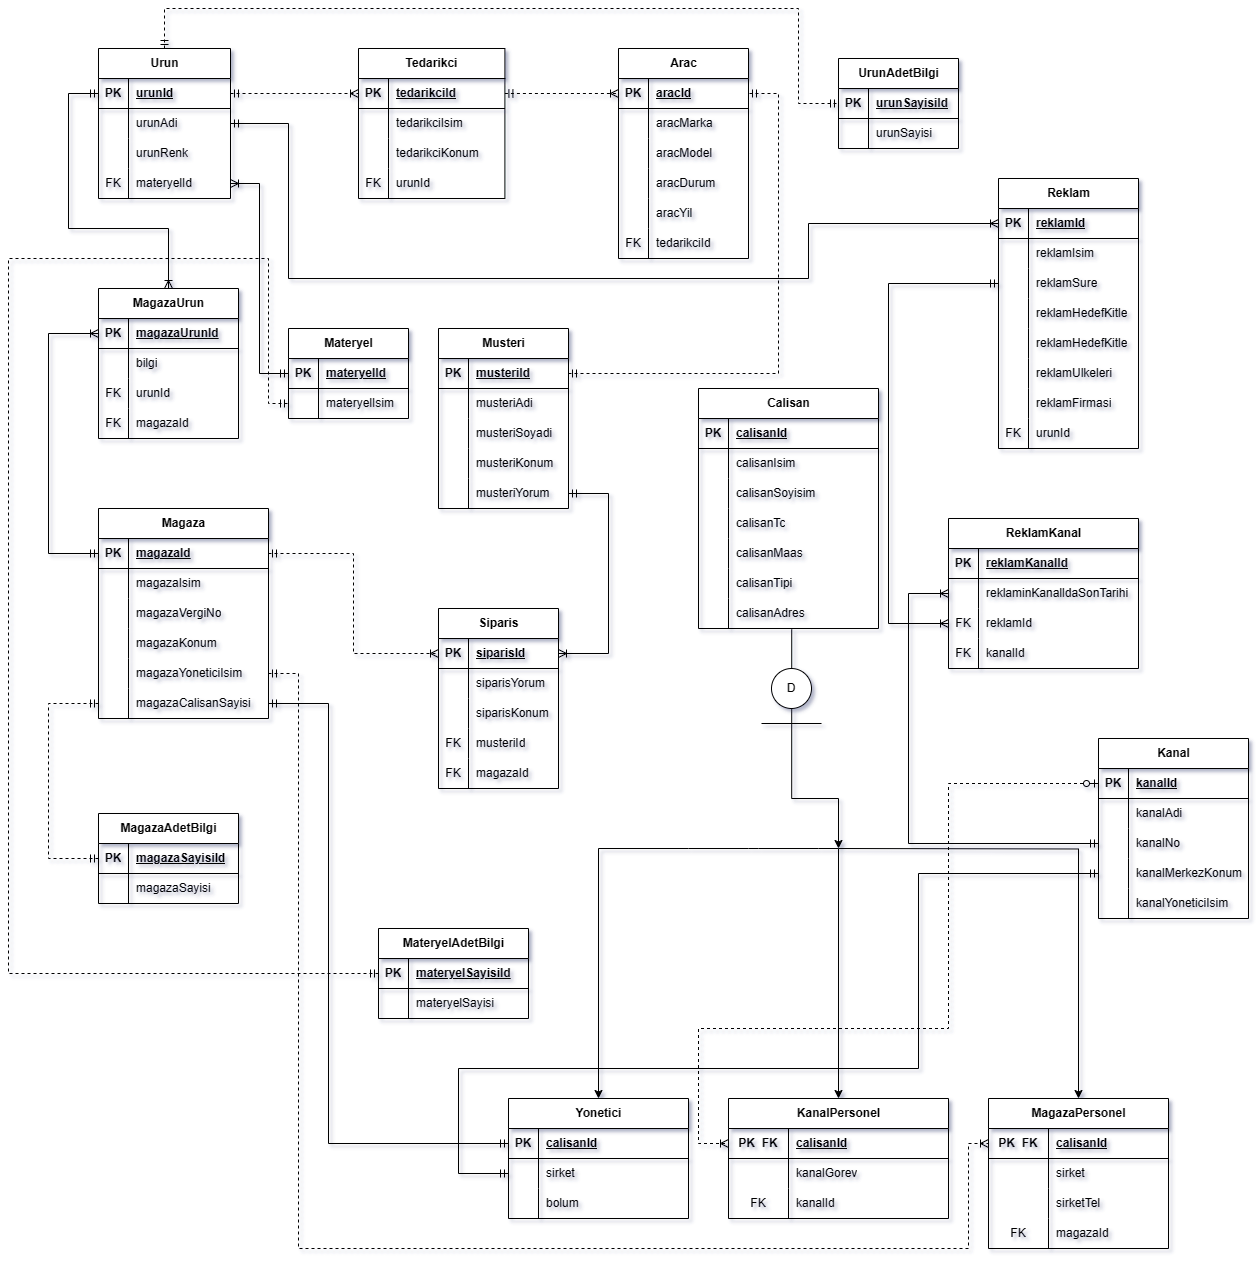 Urun
PK urunId
urunAdi
urunRenk
FK materyelId
Tedarikci
PK tedarikciId
tedarikciIsim
tedarikciKonum
FK urunId
Arac
PK aracId
aracMarka
aracModel
aracDurum
aracYil
FK tedarikciId
UrunAdetBilgi
PK urunSayisiId
urunSayisi
Reklam
PK reklamId
reklamIsim
reklamSure
reklamHedefKitle
reklamHedefKitle
reklamUlkeleri
reklamFirmasi
FK urunId
MagazaUrun
PK magazaUrunId
bilgi
FK urunId
FK magazaId
Materyel
PK materyelId
materyelIsim
Musteri
PK musteriId
musteriAdi
musteriSoyadi
musteriKonum
musteriYorum
Calisan
PK calisanId
calisanIsim
calisanSoyisim
calisanTc
calisanMaas
calisanTipi
calisanAdres
Magaza
PK magazaId
magazaIsim
magazaVergiNo
magazaKonum
magazaYoneticiIsim
magazaCalisanSayisi
Siparis
PK siparisId
siparisYorum
siparisKonum
FK musteriId
FK magazaId
ReklamKanal
PK reklamKanalId
reklaminKanalIdaSonTarihi
FK reklamId
FK kanalId
D
Kanal
PK kanalId
kanalAdi
kanalNo
kanalMerkezKonum
kanalYoneticiIsim
MagazaAdetBilgi
PK magazaSayisiId
magazaSayisi
MateryelAdetBilgi
PK materyelSayisiId
materyelSayisi
Yonetici
PK calisanId
sirket
bolum
KanalPersonel
PK FK calisanId
kanalGorev
FK kanalId
MagazaPersonel
PK FK calisanId
sirket
sirketTel
FK magazaId